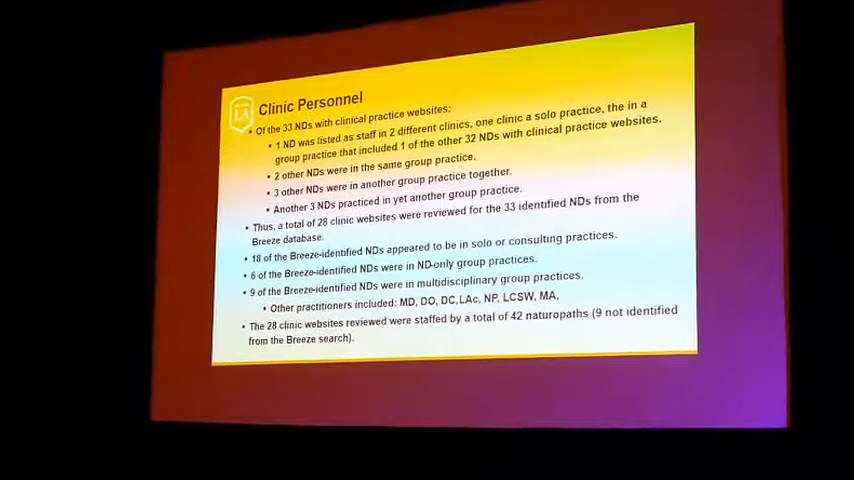 LA
Clinic Personnel
• Of the 33 NDs with clinical practice websites:
• 1 ND was listed as staff in 2 different clinics, one clinic a solo practice, the in a
group practice that included 1 of the other 32 NDs with clinical practice websites.
• 2 other NDs were in the same group practice.
• 3 other NDs were in another group practice together.
• Another 3 NDs practiced in yet another group practice.
• Thus, a total of 28 clinic websites were reviewed for the 33 identified NDs from the
Breeze database.
• 18 of the Breeze-identified NDs appeared to be in solo or consulting practices.
• 6 of the Breeze-identified NDs were in ND-only group practices.
• 9 of the Breeze-identified NDs were in multidisciplinary group practices.
• Other practitioners included: MD, DO, DC,LAc, NP, LCSW, MA,
• The 28 clinic websites reviewed were staffed by a total of 42 naturopaths (9 not identified
from the Breeze search).